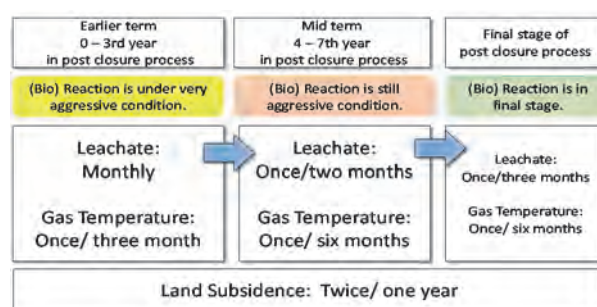 Earlier term
0 – 3rd year
in post closure process
Mid term
4 – 7th year
in post closure process
Final stage of
post closure process
(Bio) Reaction is under very
aggressive condition.
(Bio) Reaction is still
aggressive condition.
(Bio) Reaction is in
final stage.
Leachate:
Monthly
Gas Temperature:
Once/ three month
Leachate:
Once/two months
Gas Temperature:
Once/ six months
Leachate:
Once/three months
Gas Temperature:
Once/ six months
Land Subsidence:  Twice/ one year